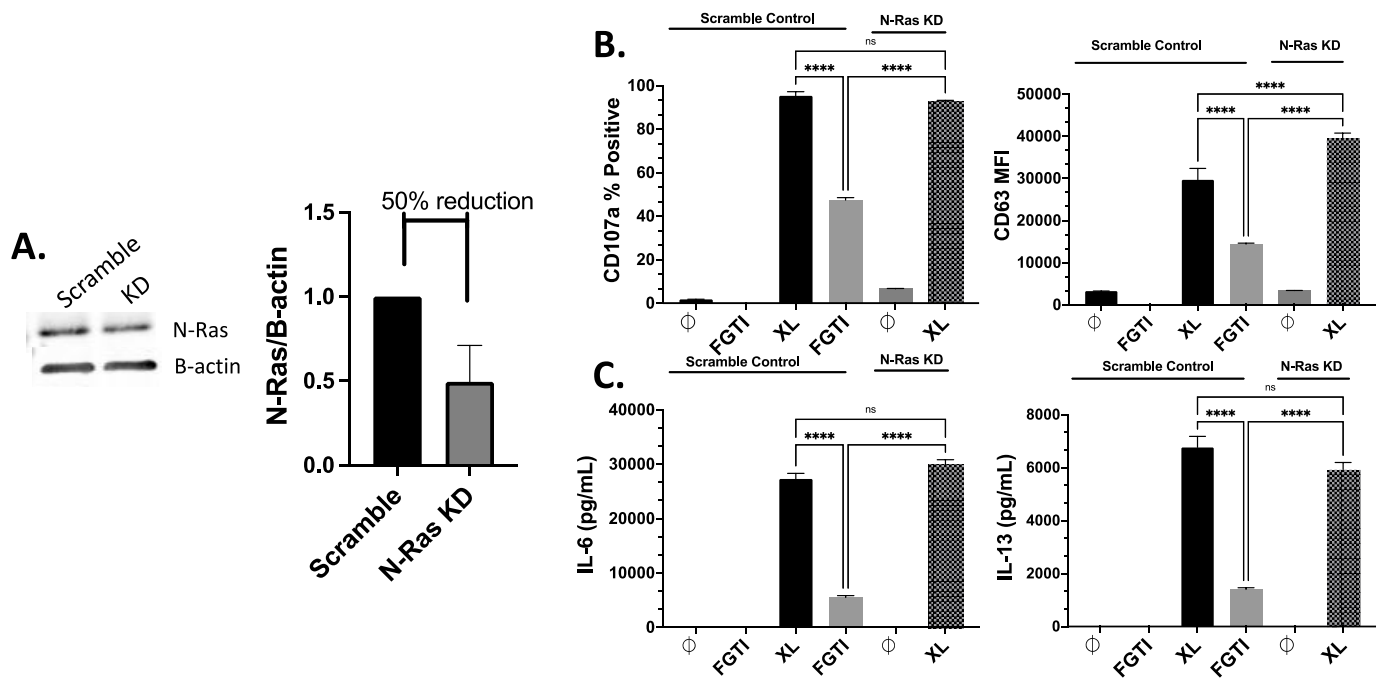 A.
Scramble
KD
N-Ras
B-actin
50% reduction
N-Ras/B-actin
1.5
1.0
0.5
0.0
Scramble
N-Ras KD
B.
Scramble Control
N-Ras KD
ns
**** ****
CD107a % Positive
100
80
60
40
20
0
ϕ FGTI XL FGTI ϕ XL
Scramble Control
N-Ras KD
****
**** ****
CD63 MFI
50000
40000
30000
20000
10000
0
ϕ FGTI XL FGTI ϕ XL
C.
Scramble Control
N-Ras KD
ns
**** ****
IL-6 (pg/mL)
40000
30000
20000
10000
0
ϕ FGTI XL FGTI ϕ XL
Scramble Control
N-Ras KD
ns
**** ****
IL-13 (pg/mL)
8000
6000
4000
2000
0
ϕ FGTI XL FGTI ϕ XL